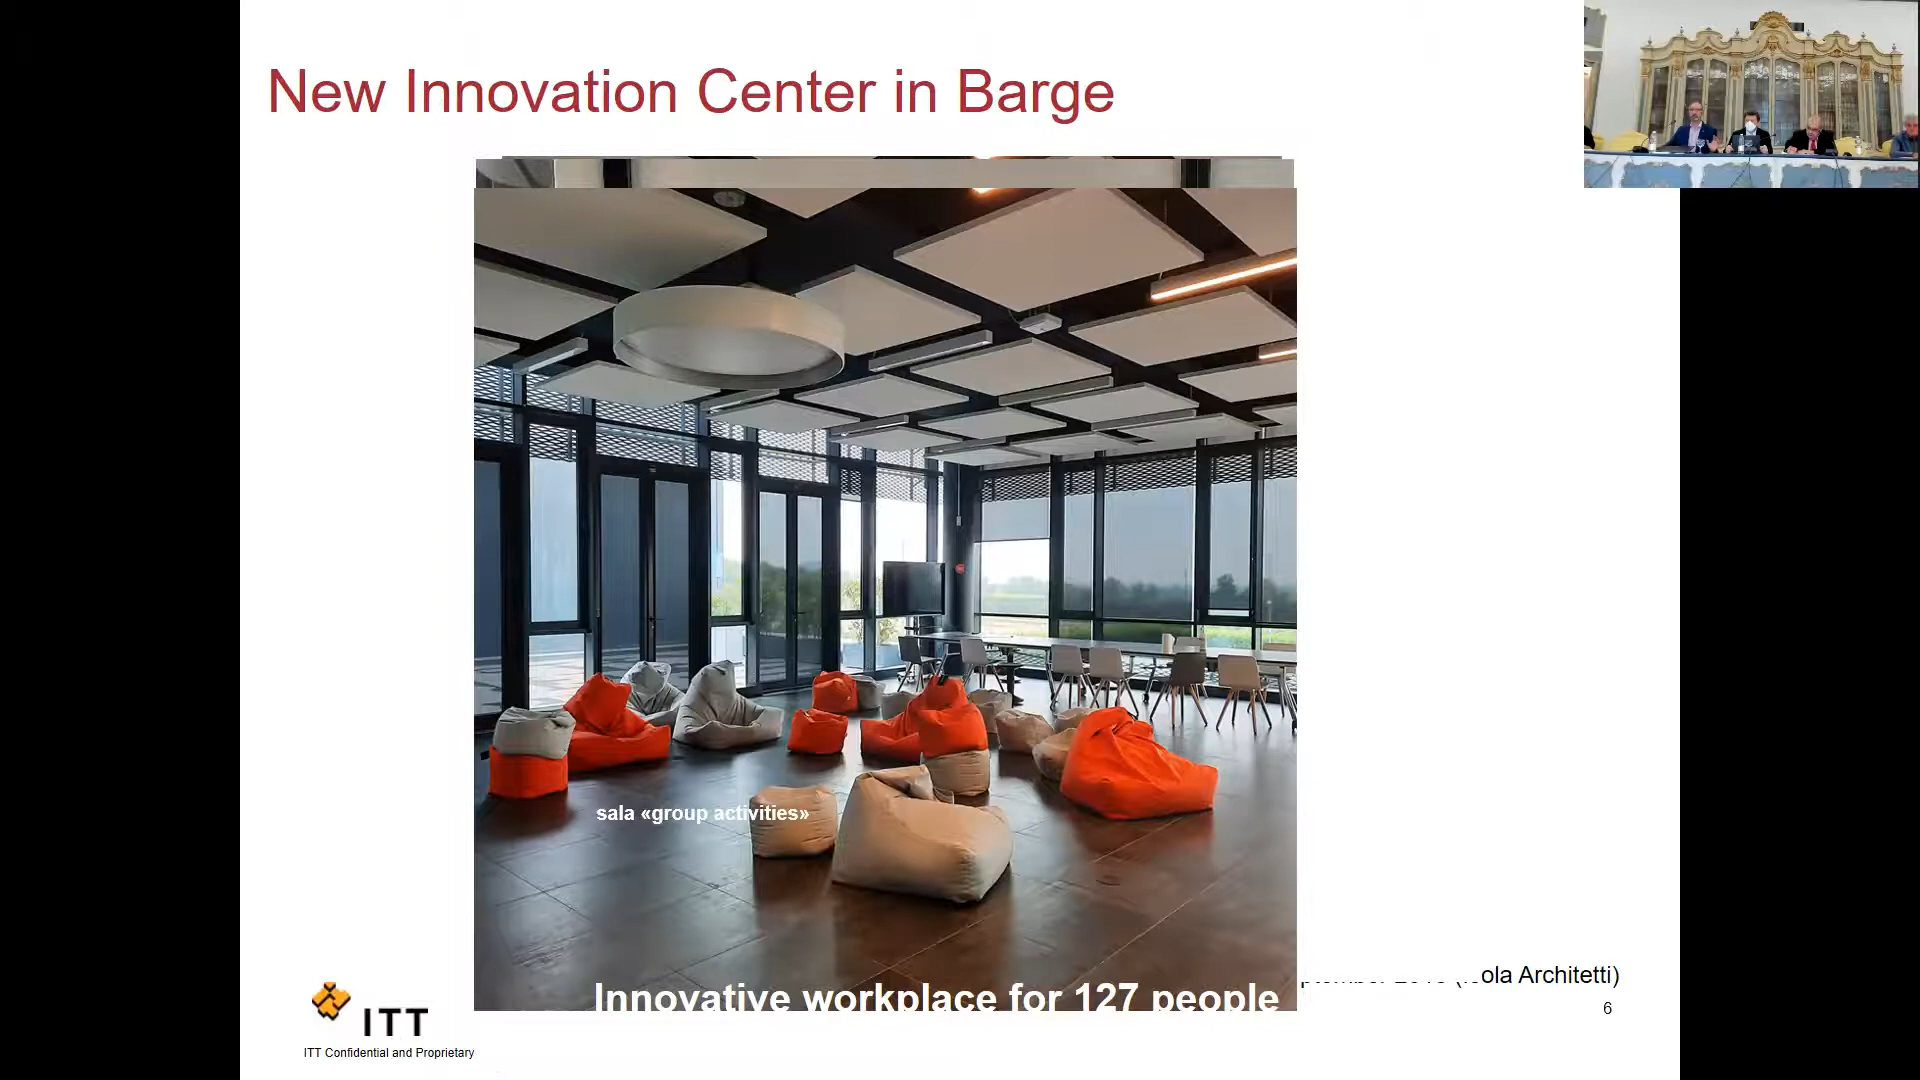 New Innovation Center in Barge
sala «group activities»
Innovative workplace for 127 people
ola Architetti)
6
ITT
ITT Confidential and Proprietary